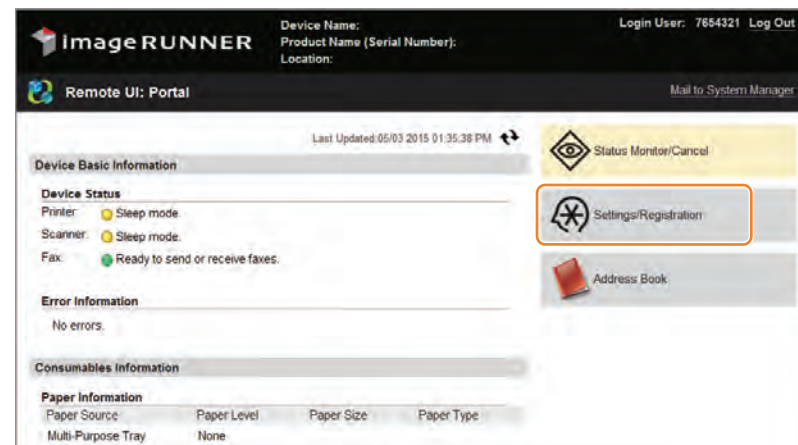 imageRUNNER
Device Name:
Product Name (Serial Number):
Location:
Login User: 7654321 Log Out
Remote UI: Portal
Mail to System Manager
Last Updated:05/03 2015 01:35:38 PM
Device Basic Information
Device Status
Printer: Sleep mode.
Scanner: Sleep mode.
Fax: Ready to send or receive faxes.
Error Information
No errors.
Consumables Information
Paper Information
Paper Source Paper Level Paper Size Paper Type
Multi-Purpose Tray None
Status Monitor/Cancel
Settings/Registration
Address Book